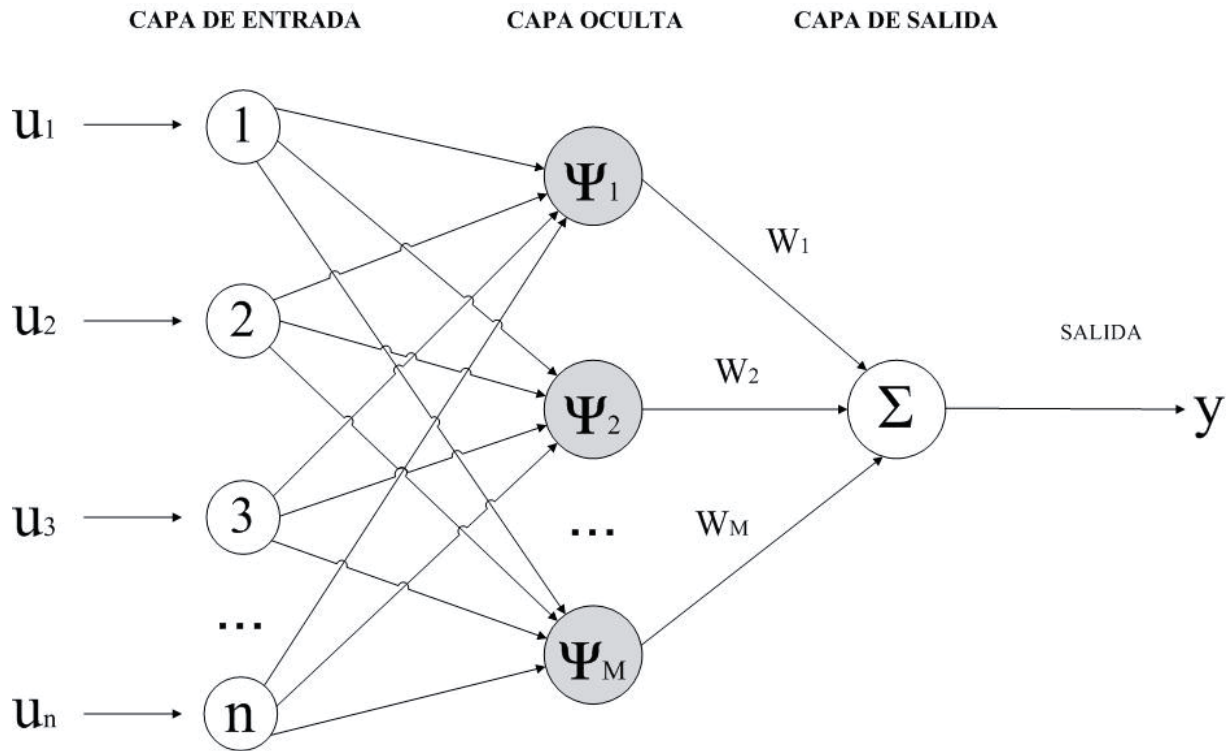 CAPA DE ENTRADA
CAPA OCULTA
CAPA DE SALIDA
u1
1
Ψ1
W1
u2
2
Ψ2
W2
Σ
SALIDA
y
u3
3
...
WM
...
ΨM
un
n